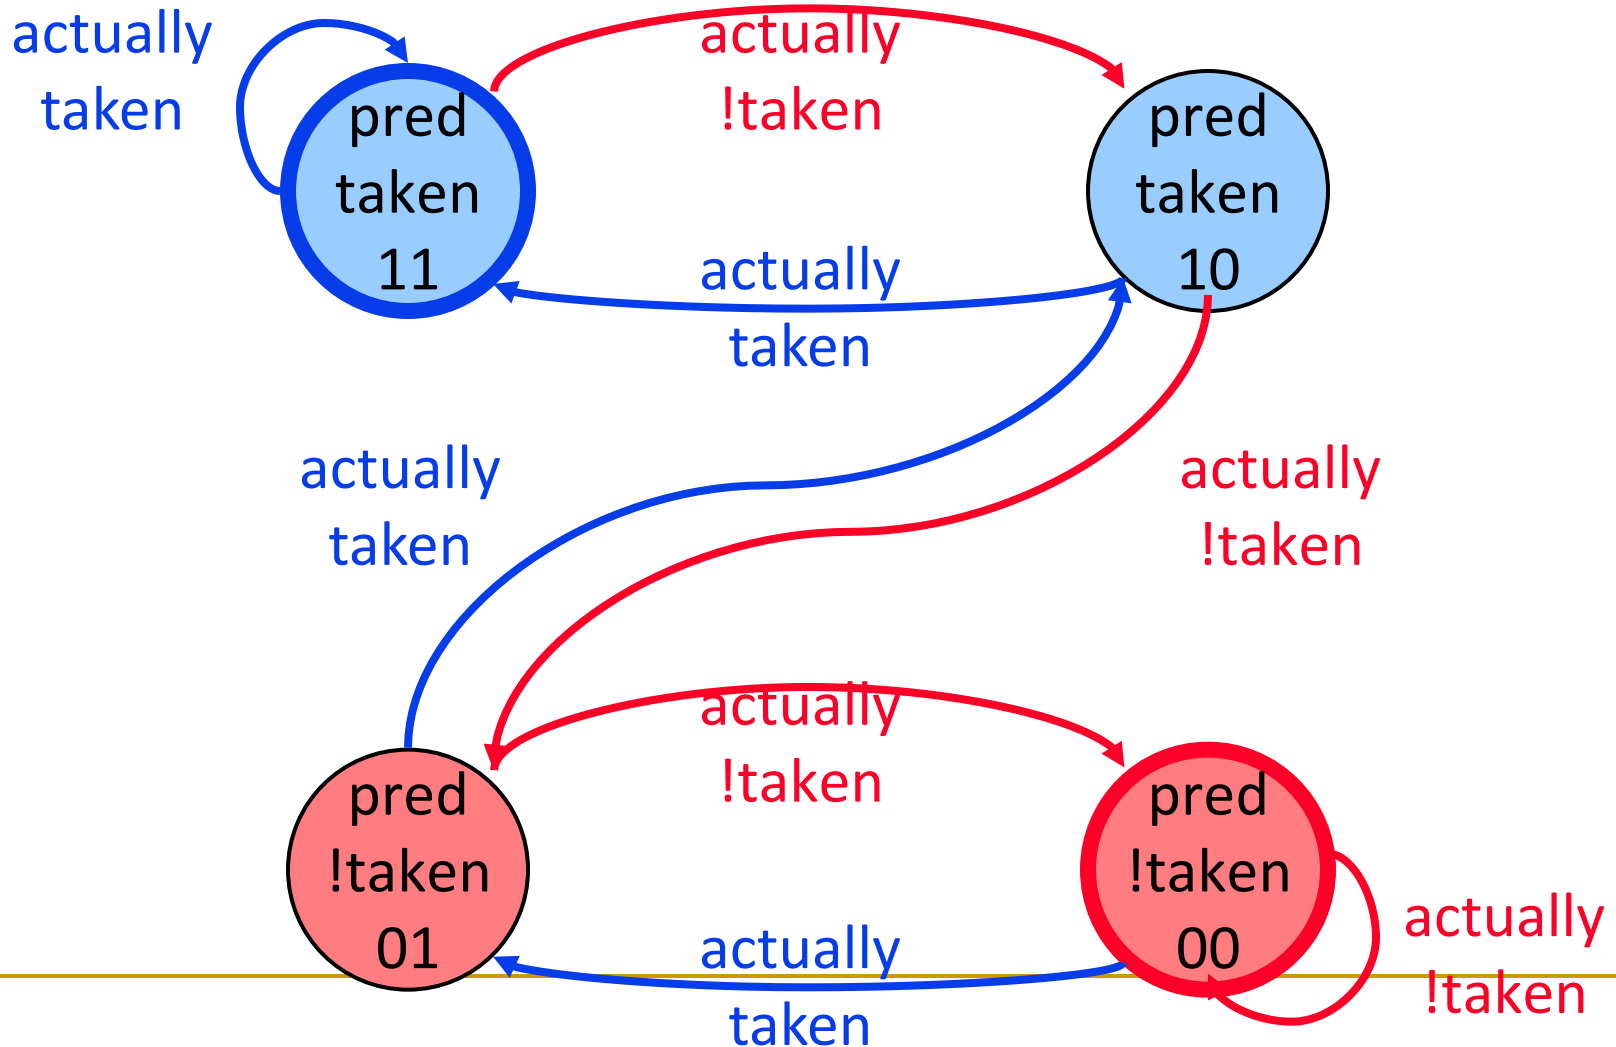 actually
taken
actually
!taken
pred
taken
11
pred
taken
10
actually
taken
actually
taken
actually
!taken
actually
!taken
pred
!taken
01
pred
!taken
00
actually
taken
actually
!taken